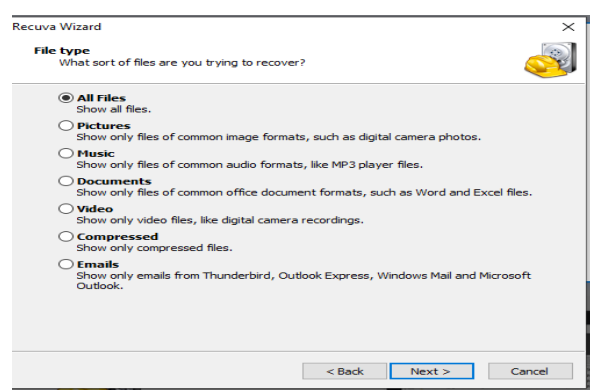 Recuva Wizard
File type
What sort of files are you trying to recover?
All Files
Show all files.
Pictures
Show only files of common image formats, such as digital camera photos.
Music
Show only files of common audio formats, like MP3 player files.
Documents
Show only files of common office document formats, such as Word and Excel files.
Video
Show only video files, like digital camera recordings.
Compressed
Show only compressed files.
Emails
Show only emails from Thunderbird, Outlook Express, Windows Mail and Microsoft
Outlook.
< Back Next > Cancel